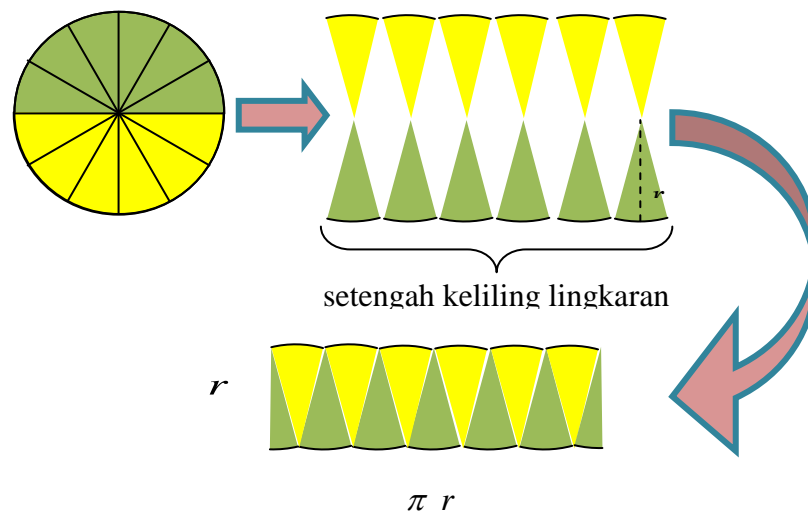 r
setengah keliling lingkaran
r
π r